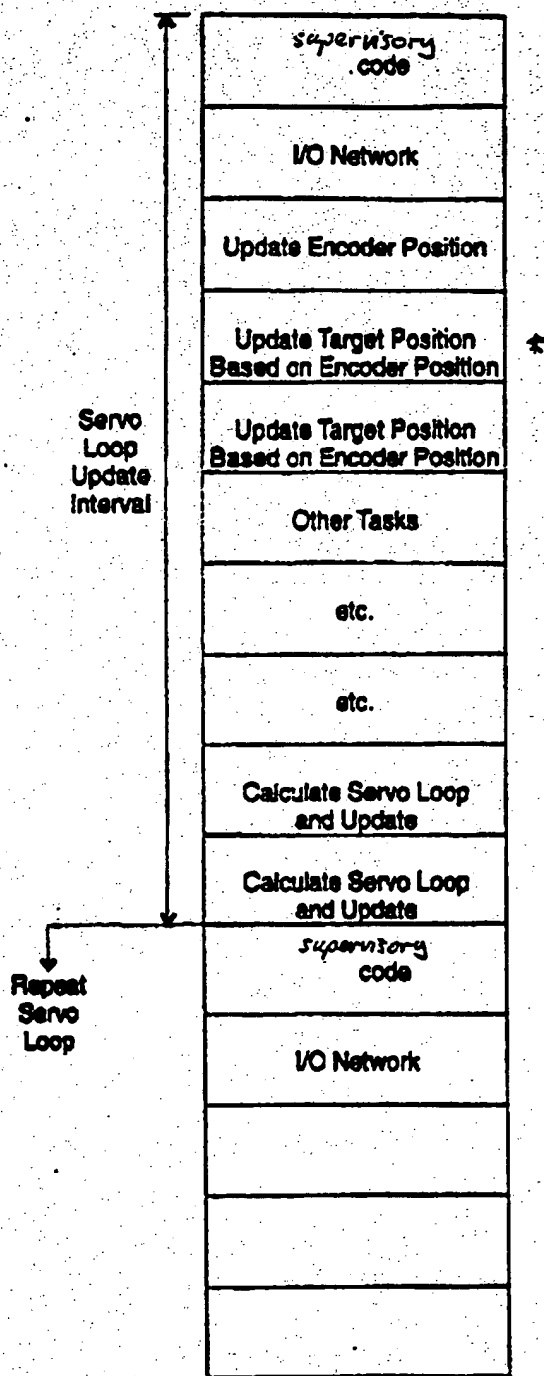 supervisory
code
I/O Network
Update Encoder Position
Update Target Position
Based on Encoder Position
Update Target Position
Based on Encoder Position
Servo
Loop
Update
Interval
Other Tasks
etc.
etc.
Calculate Servo Loop
and Update
Calculate Servo Loop
and Update
supervisory
code
Repeat
Servo
Loop
I/O Network